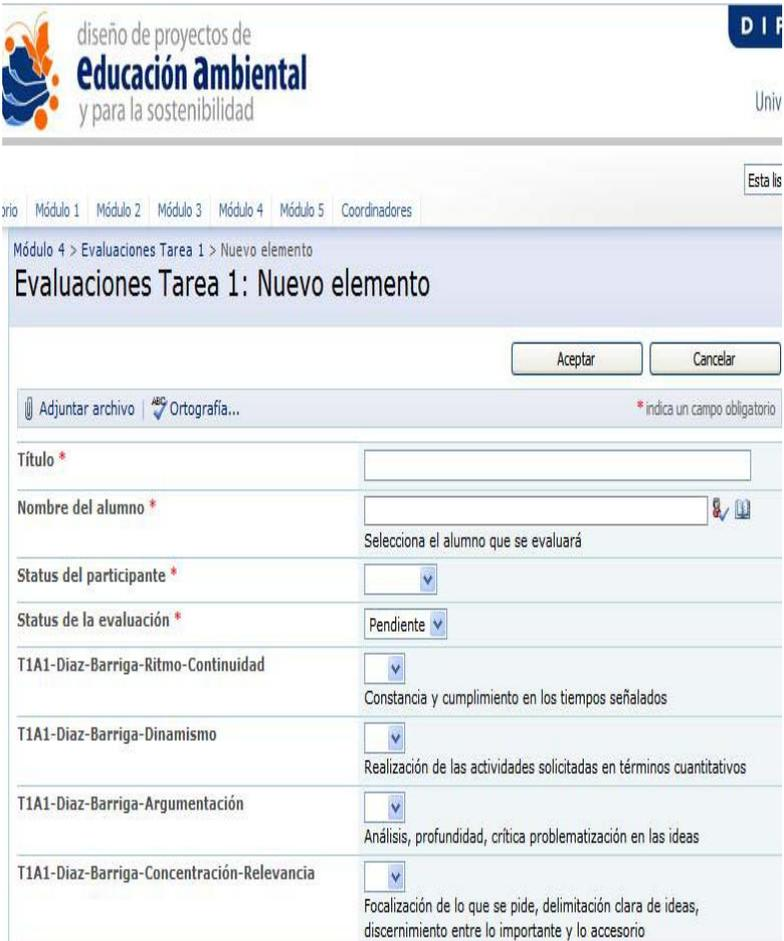 diseño de proyectos de
educación ambiental
y para la sostenibilidad
D I
Univ
Esta lis
orio Módulo 1 Módulo 2 Módulo 3 Módulo 4 Módulo 5 Coordinadores
Módulo 4 > Evaluaciones Tarea 1 > Nuevo elemento
Evaluaciones Tarea 1: Nuevo elemento
Aceptar Cancelar
Adjuntar archivo | ABC Ortografía... * indica un campo obligatorio
Título *
Nombre del alumno *
Selecciona el alumno que se evaluará
Status del participante *
Status de la evaluación * Pendiente
T1A1-Diaz-Barriga-Ritmo-Continuidad
Constancia y cumplimiento en los tiempos señalados
T1A1-Diaz-Barriga-Dinamismo
Realización de las actividades solicitadas en términos cuantitativos
T1A1-Diaz-Barriga-Argumentación
Análisis, profundidad, crítica problematización en las ideas
T1A1-Diaz-Barriga-Concentración-Relevancia
Focalización de lo que se pide, delimitación clara de ideas,
discernimiento entre lo importante y lo accesorio